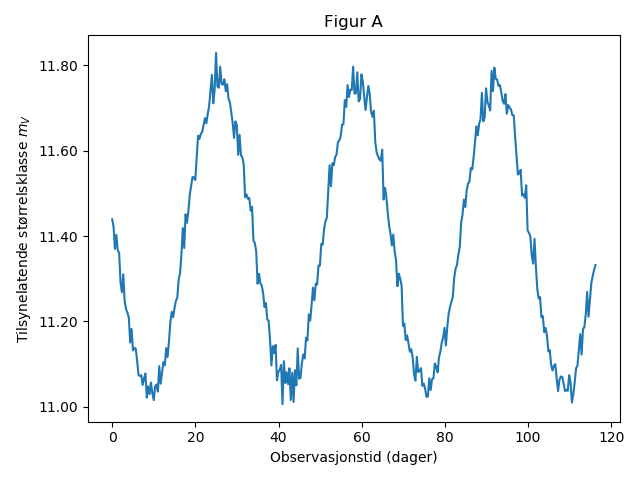 Figur A
Tilsynelatende størrelsklasse m_V
11.80
11.60
11.40
11.20
11.00
0 20 40 60 80 100 120
Observasjonstid (dager)